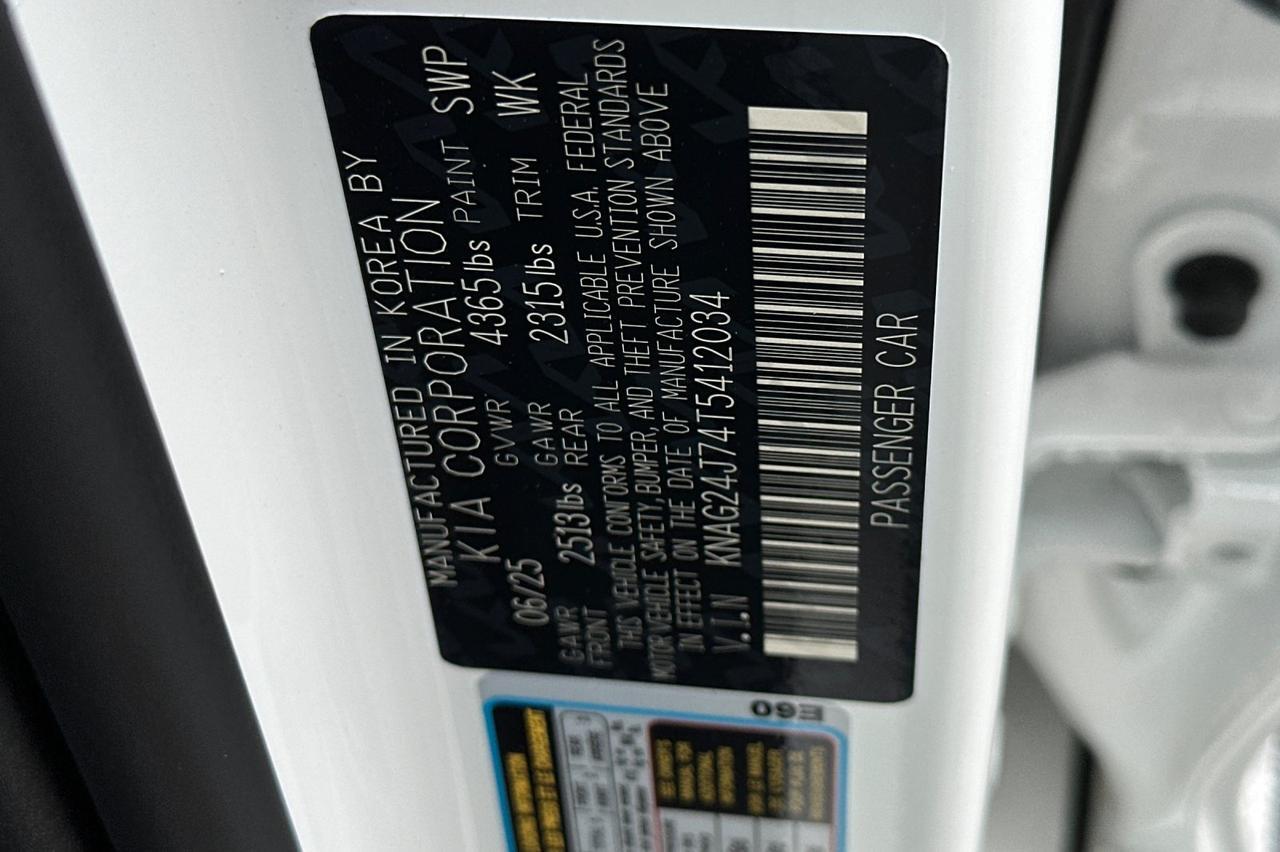 MANUFACTURED IN KOREA BY
KIA CORPORATION
06/25 GVWR 4365lbs PAINT SWP
GAWR FRONT 2513lbs GAWR REAR 2315lbs TRIM WK
THIS VEHICLE CONFORMS TO ALL APPLICABLE U.S.A. FEDERAL
MOTOR VEHICLE SAFETY, BUMPER, AND THEFT PREVENTION STANDARDS
IN EFFECT ON THE DATE OF MANUFACTURE SHOWN ABOVE
V.I.N KNAG24J74T5412034
PASSENGER CAR